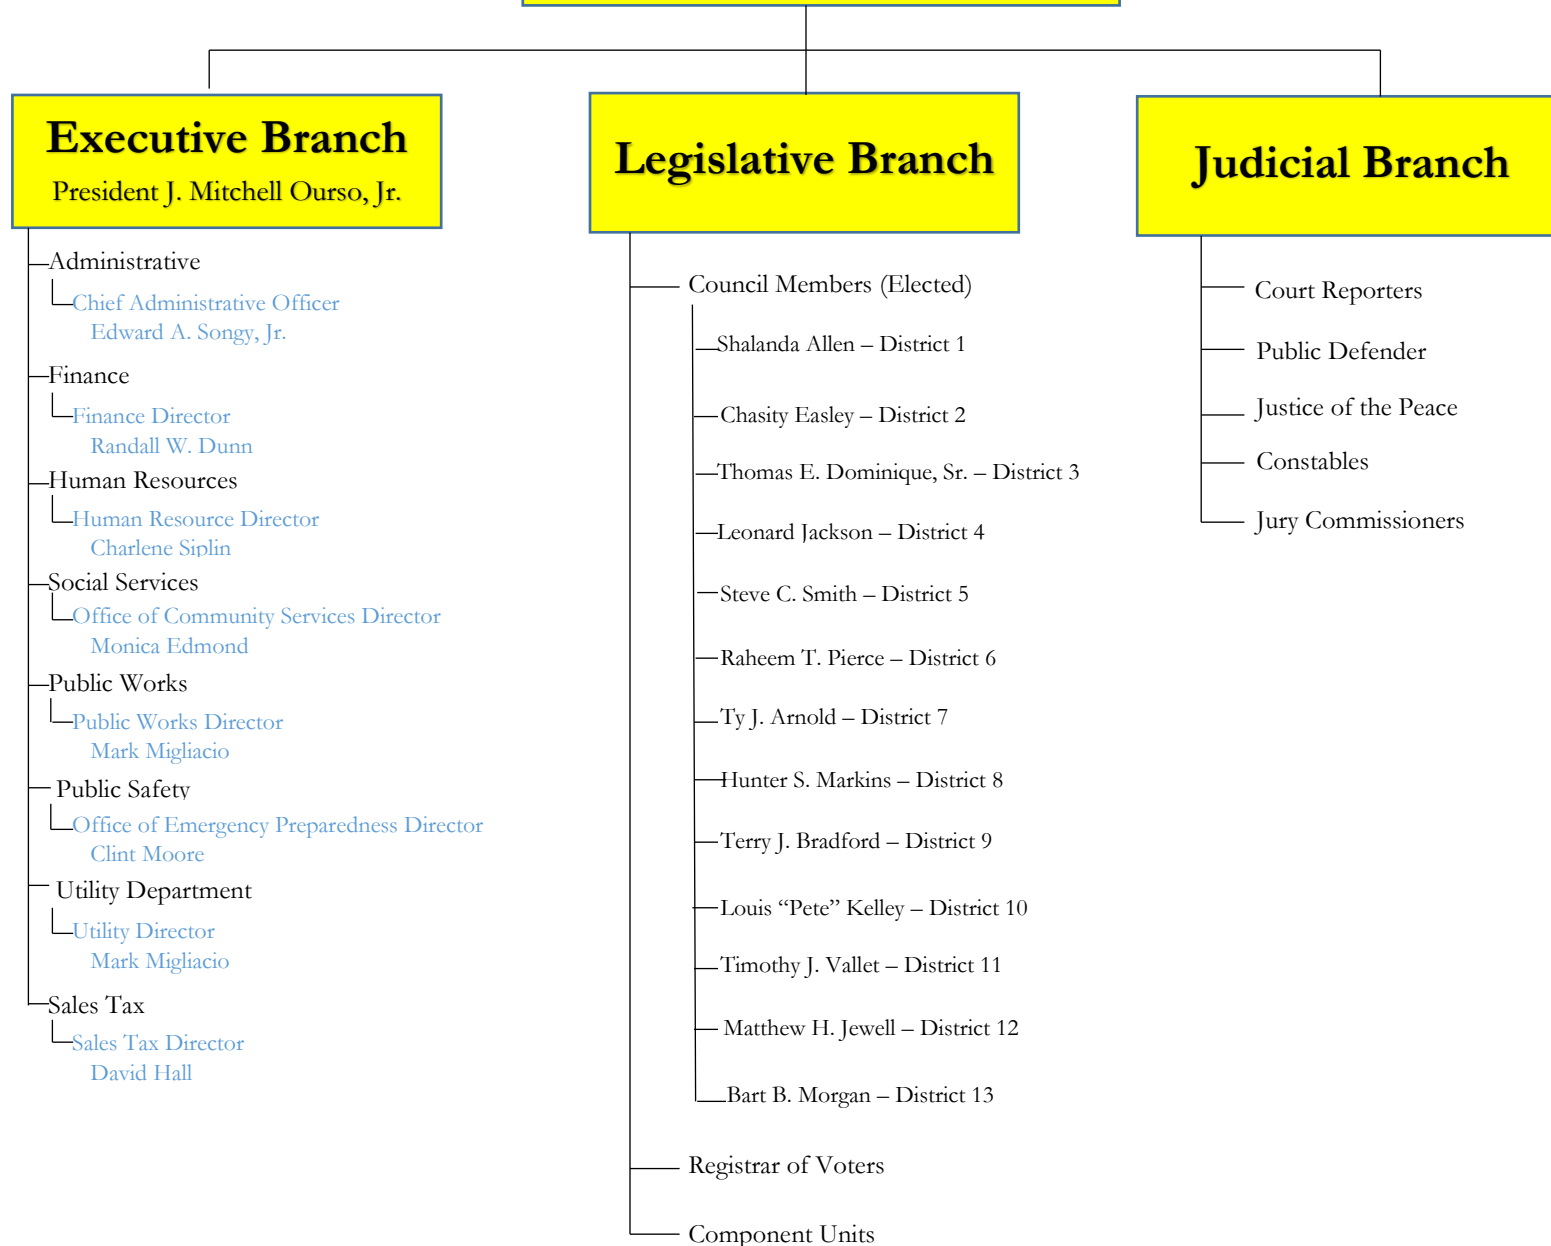 Executive Branch
President J. Mitchell Ourso, Jr.
Administrative
Chief Administrative Officer
Edward A. Songy, Jr.
Finance
Finance Director
Randall W. Dunn
Human Resources
Human Resource Director
Charlene Siplin
Social Services
Office of Community Services Director
Monica Edmond
Public Works
Public Works Director
Mark Migliacio
Public Safety
Office of Emergency Preparedness Director
Clint Moore
Utility Department
Utility Director
Mark Migliacio
Sales Tax
Sales Tax Director
David Hall
Legislative Branch
Council Members (Elected)
Shalanda Allen – District 1
Chasity Easley – District 2
Thomas E. Dominique, Sr. – District 3
Leonard Jackson – District 4
Steve C. Smith – District 5
Raheem T. Pierce – District 6
Ty J. Arnold – District 7
Hunter S. Markins – District 8
Terry J. Bradford – District 9
Louis “Pete” Kelley – District 10
Timothy J. Vallet – District 11
Matthew H. Jewell – District 12
Bart B. Morgan – District 13
Registrar of Voters
Component Units
Judicial Branch
Court Reporters
Public Defender
Justice of the Peace
Constables
Jury Commissioners